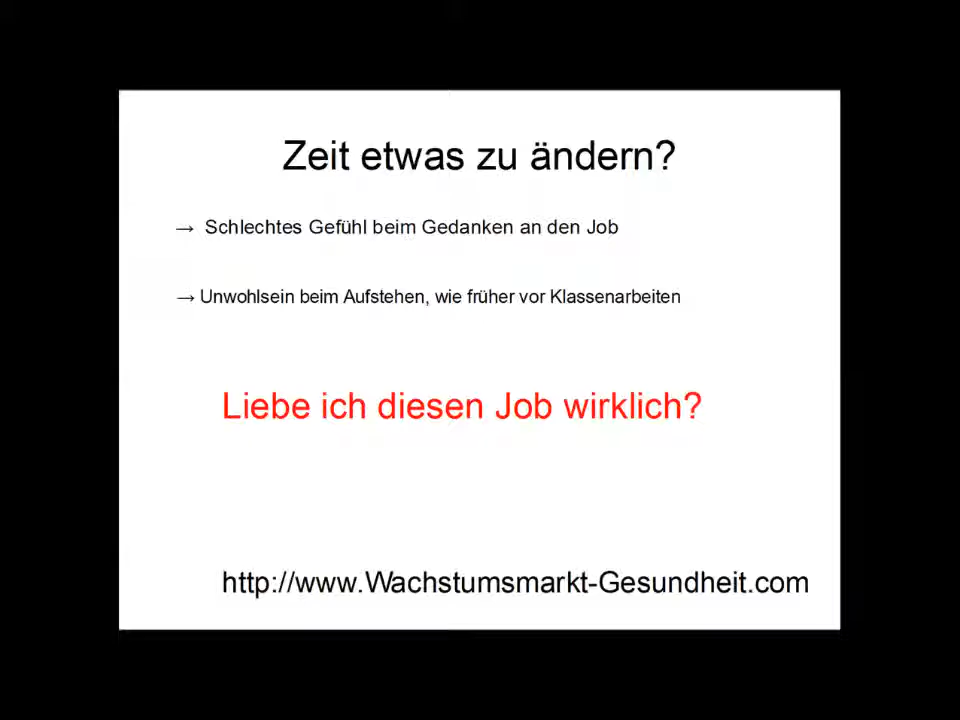 Zeit etwas zu ändern?
→ Schlechtes Gefühl beim Gedanken an den Job
→ Unwohlsein beim Aufstehen, wie früher vor Klassenarbeiten
Liebe ich diesen Job wirklich?
http://www.Wachstumsmarkt-Gesundheit.com